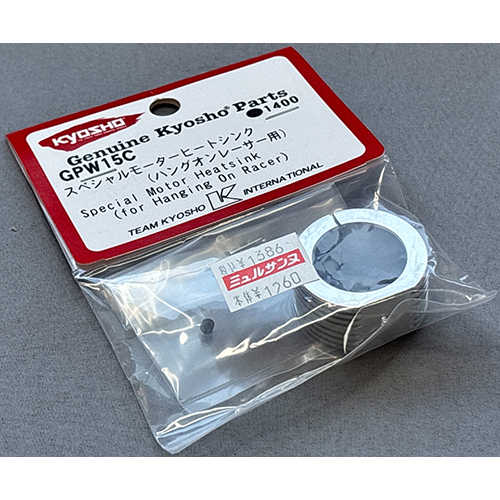 KYOSHO
Genuine Kyosho Parts
GPW15C
1400
スペシャルモーターヒートシンク
(ハングオンレーサー用)
Special Motor Heatsink
(for Hanging On Racer)
TEAM KYOSHO K INTERNATIONAL
税込¥1386
ミュルサンヌ
本体¥1260